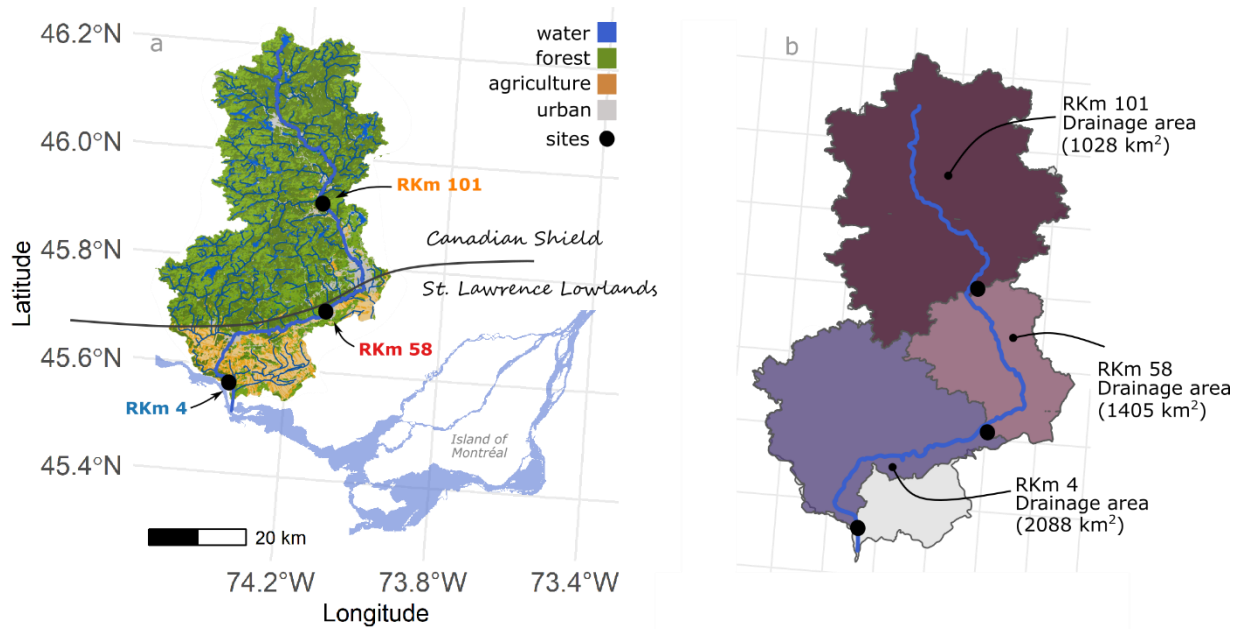 a
46.2°N
46.0°N
45.8°N
45.6°N
45.4°N
Latitude
water
forest
agriculture
urban
sites
RKm 101
Canadian Shield
St. Lawrence Lowlands
RKm 58
RKm 4
Island of
Montréal
20 km
74.2°W
73.8°W
73.4°W
Longitude
b
RKm 101
Drainage area
(1028 km²)
RKm 58
Drainage area
(1405 km²)
RKm 4
Drainage area
(2088 km²)